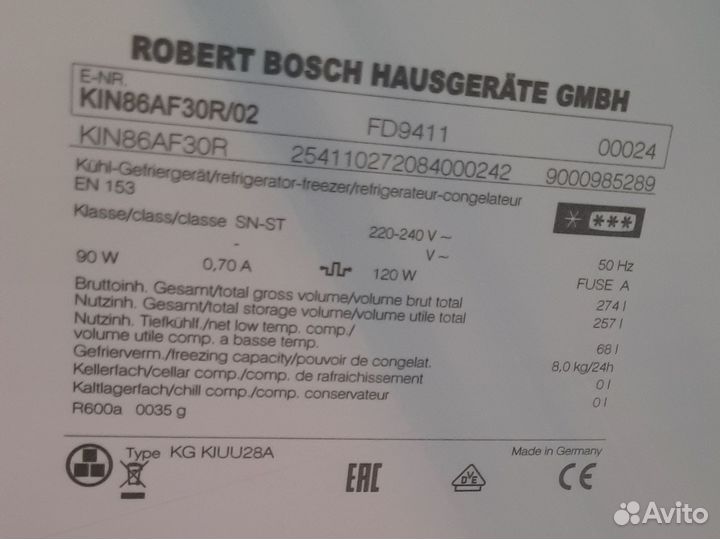 ROBERT BOSCH HAUSGERÄTE GMBH
E-NR.
KIN86AF30R/02 FD9411 00024
KIN86AF30R 254110272084000242 9000985289
Kühl-Gefriergerät/refrigerator-freezer/refrigerateur-congelateur
EN 153
Klasse/class/classe SN-ST 220-240 V ~ 50 Hz
- V ~ FUSE A
90 W 0,70 A 120 W
Bruttoinh. Gesamt/total gross volume/volume brut total 274 l
Nutzinh. Gesamt/total storage volume/volume utile total 257 l
Nutzinh. Tiefkühlf./net low temp. comp./
volume utile comp. a basse temp. 68 l
Gefrierverm./freezing capacity/pouvoir de congelat. 8,0 kg/24h
Kellerfach/cellar comp./comp. de rafraichissement 0 l
Kaltlagerfach/chill comp./comp. conservateur 0 l
R600a 0035 g
Type KG KIUU28A Made in Germany
EAC VDE CE
Avito